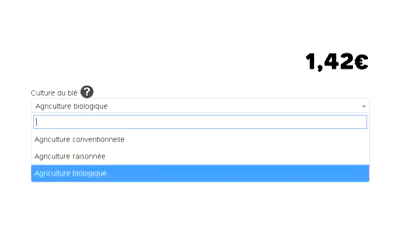 1,42€
Culture du blé ?
Agriculture biologique
Agriculture conventionnelle
Agriculture raisonnée
Agriculture biologique